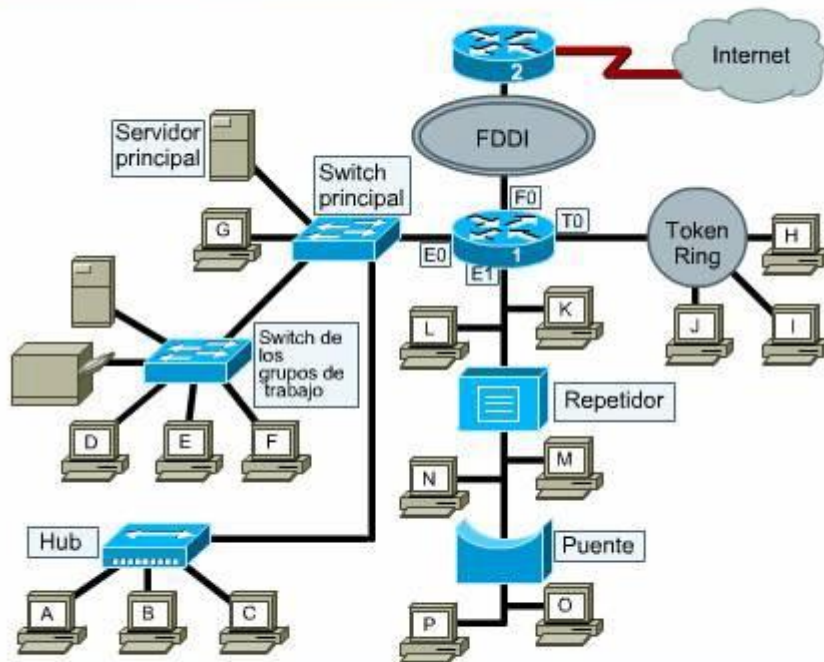 2
Internet
FDDI
Servidor
principal
Switch
principal
G
F0
T0
E0
1
E1
Token
Ring
H
J
I
K
L
Switch de
los
grupos de
trabajo
D
E
F
Repetidor
M
N
Hub
Puente
A
B
C
P
O